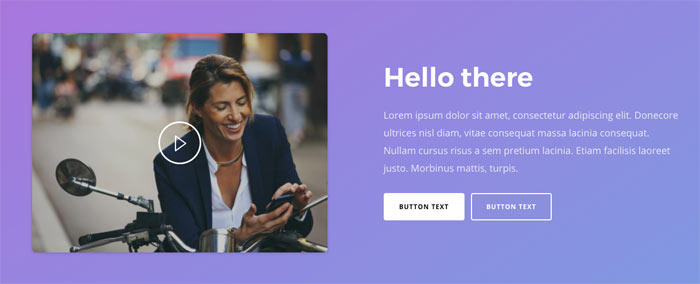 Hello there
Lorem ipsum dolor sit amet, consectetur adipiscing elit. Donecore
ultrices nisl diam, vitae consequat massa lacinia consequat.
Nullam cursus risus a sem pretium lacinia. Etiam facilisis laoreet
justo. Morbinus mattis, turpis.
BUTTON TEXT
BUTTON TEXT